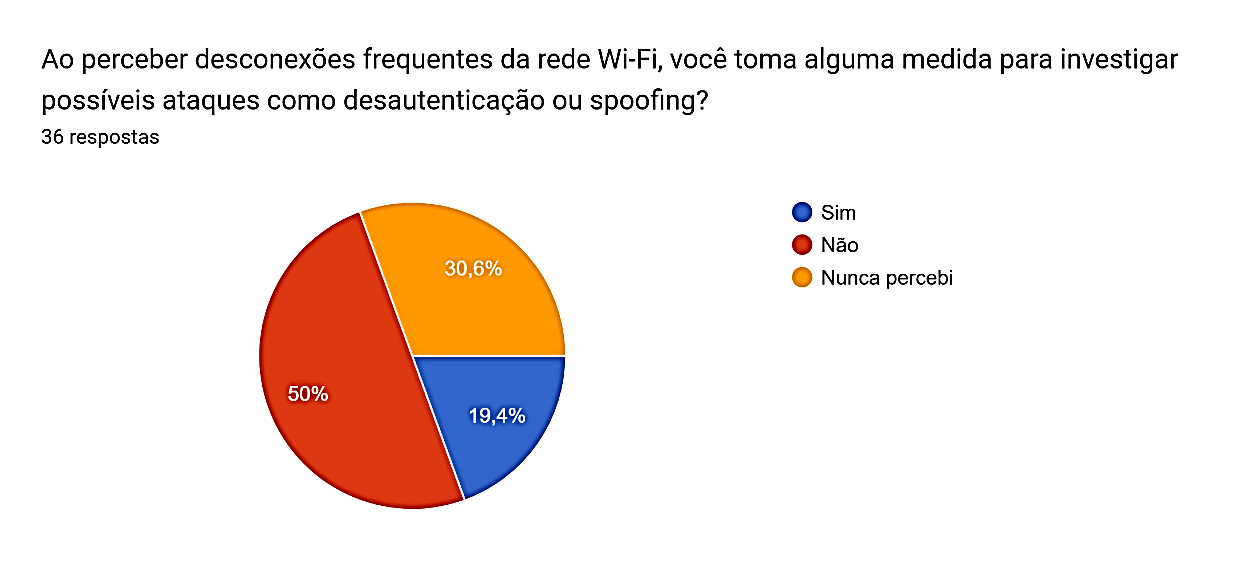 Ao perceber desconexões frequentes da rede Wi-Fi, você toma alguma medida para investigar
possíveis ataques como desautenticação ou spoofing?
36 respostas
Sim
Não
Nunca percebi
30,6%
50%
19,4%